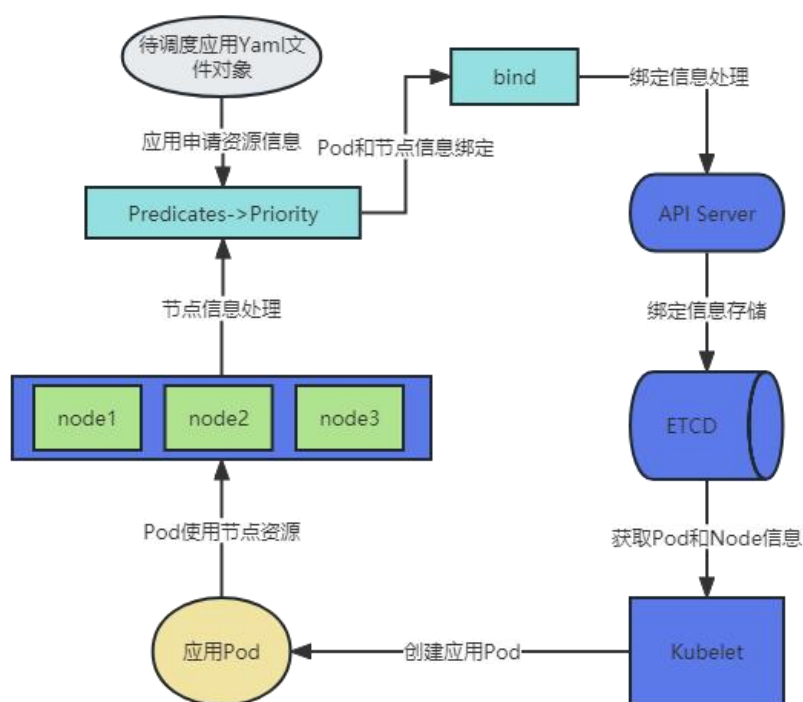 待调度应用Yaml文
件对象
bind
绑定信息处理
应用申请资源信息
Pod和节点信息绑定
Predicates->Priority
API Server
节点信息处理
绑定信息存储
node1
node2
node3
ETCD
Pod使用节点资源
获取Pod和Node信息
应用Pod
创建应用Pod
Kubelet